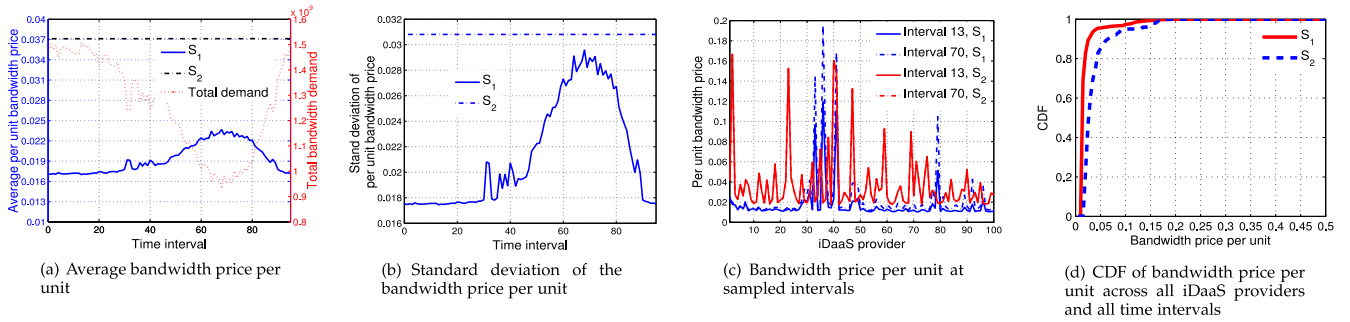 0.04
0.037
0.034
0.031
0.028
0.025
0.022
0.019
0.016
0.013
0.01
Average per unit bandwidth price
0 20 40 60 80
Time interval
x 10^9
1.6
1.5
1.4
1.3
1.2
1.1
1
0.9
0.8
Total bandwidth demand
S1
S2
Total demand
(a) Average bandwidth price per
unit
0.032
0.03
0.028
0.026
0.024
0.022
0.02
0.018
0.016
Stand deviation of
per unit bandwidth price
0 20 40 60 80
Time interval
S1
S2
(b) Standard deviation of the
bandwidth price per unit
0.2
0.18
0.16
0.14
0.12
0.1
0.08
0.06
0.04
0.02
0
Per unit bandwidth price
1 10 20 30 40 50 60 70 80 90 100
iDaaS provider
Interval 13, S1
Interval 70, S1
Interval 13, S2
Interval 70, S2
(c) Bandwidth price per unit at
sampled intervals
1
0.8
0.6
0.4
0.2
0
CDF
0 0.05 0.1 0.15 0.2 0.25 0.3 0.35 0.4 0.45 0.5
Bandwidth price per unit
S1
S2
(d) CDF of bandwidth price per
unit across all iDaaS providers
and all time intervals